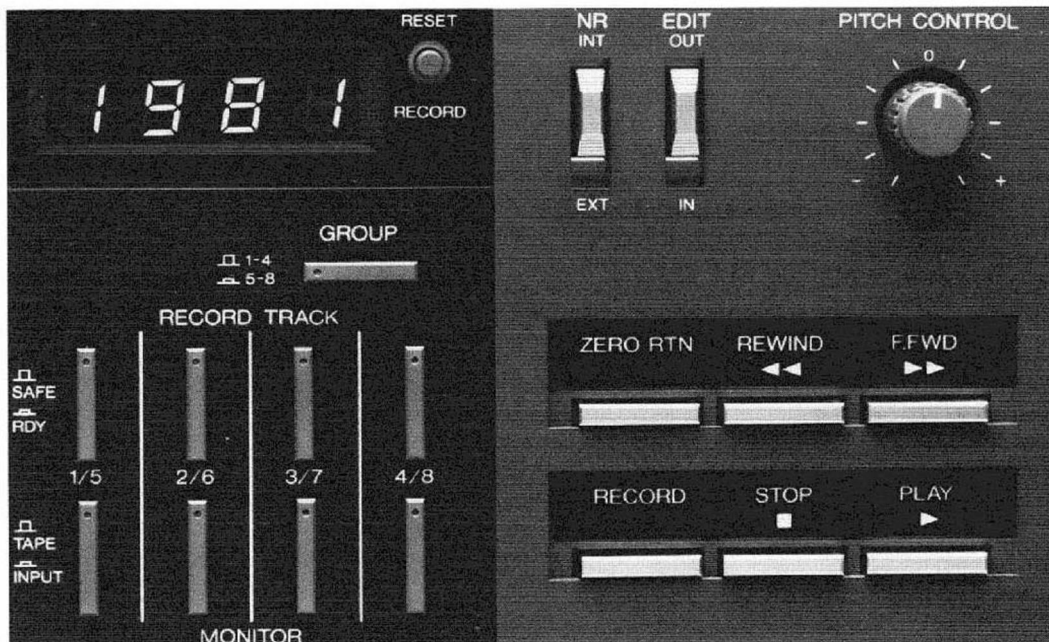 RESET
1981
RECORD
GROUP
1-4
5-8
RECORD TRACK
SAFE
RDY
1/5 2/6 3/7 4/8
TAPE
INPUT
MONITOR
NR EDIT
INT OUT
EXT IN
PITCH CONTROL
0
- +
ZERO RTN REWIND F.FWD
RECORD STOP PLAY